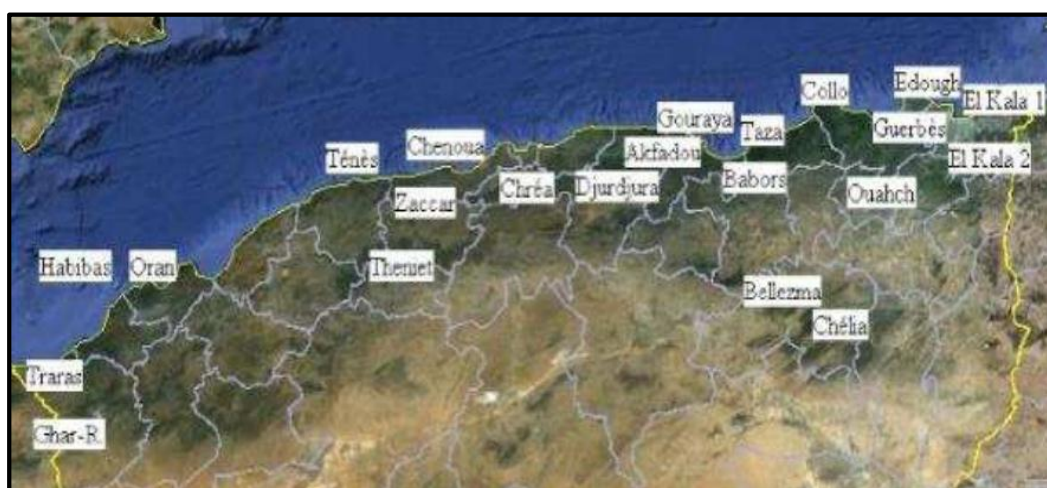 Edough
Collo
El Kala 1
Gouraya
Guerbès
Taza
Chenoua
Ténès
Akfadou
El Kala 2
Babors
Chréa
Djurdjura
Ouahch
Zaccar
Habibas
Oran
Theniet
Bellezma
Chélia
Traras
Ghar-R.